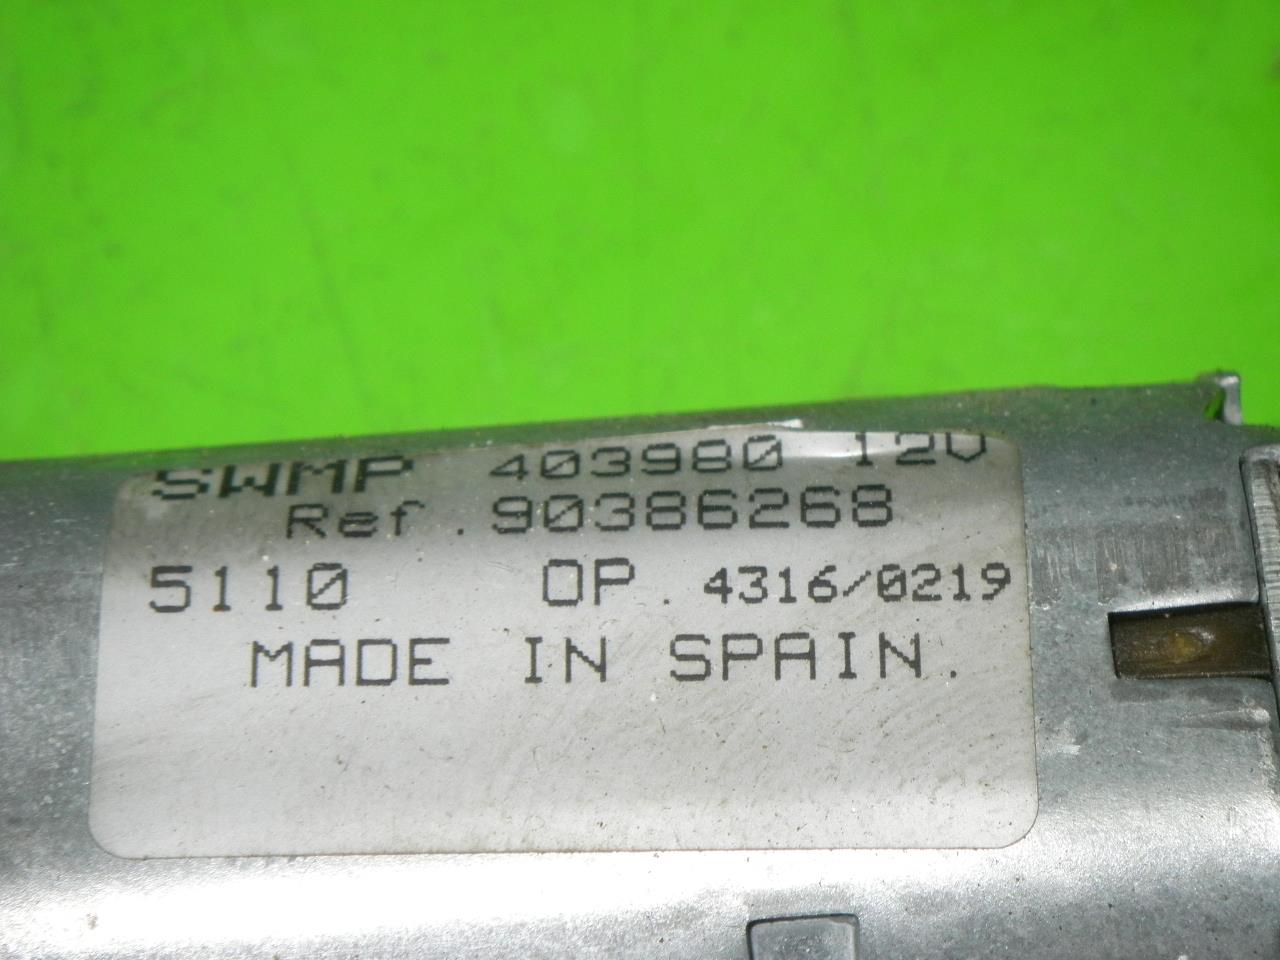 SWMP 403980 12V
Ref.90386268
5110 OP. 4316/0219
MADE IN SPAIN.